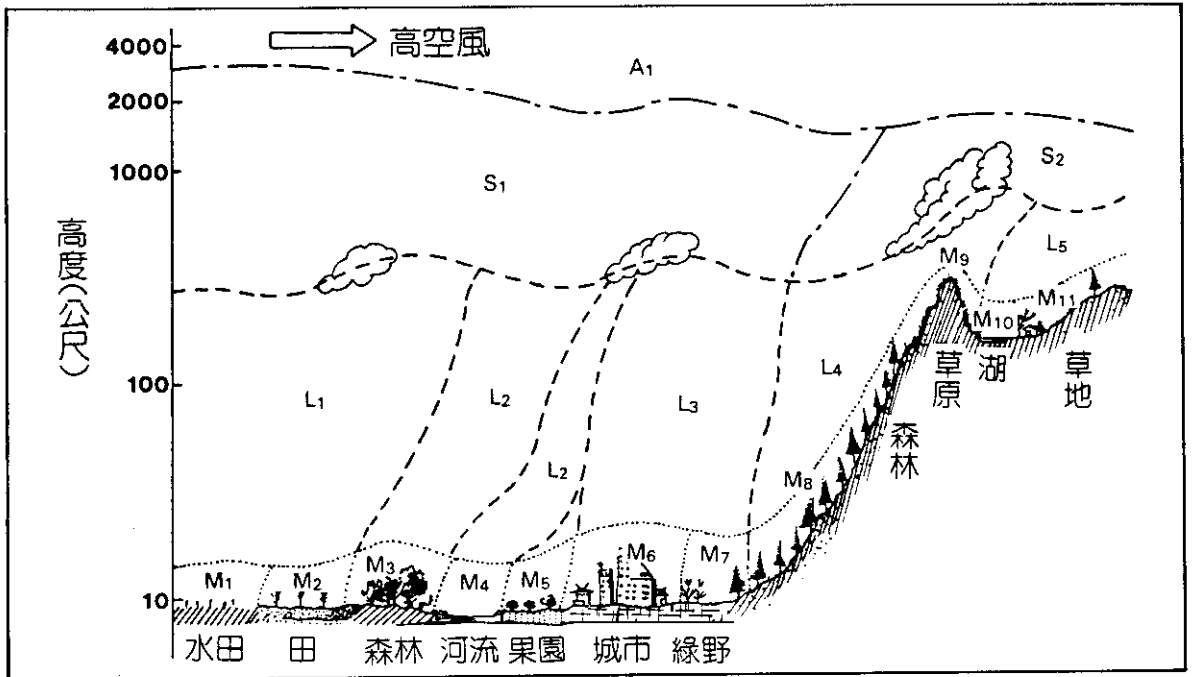 4000
高空風
A1
2000
1000
S1
S2
高度(公尺)
M9
L5
M11
M10
100
L1
L2
L3
L4
草原
湖
草地
森林
L2
M8
M1
M2
M3
M4
M5
M6
M7
10
水田 田 森林 河流 果園 城市 綠野